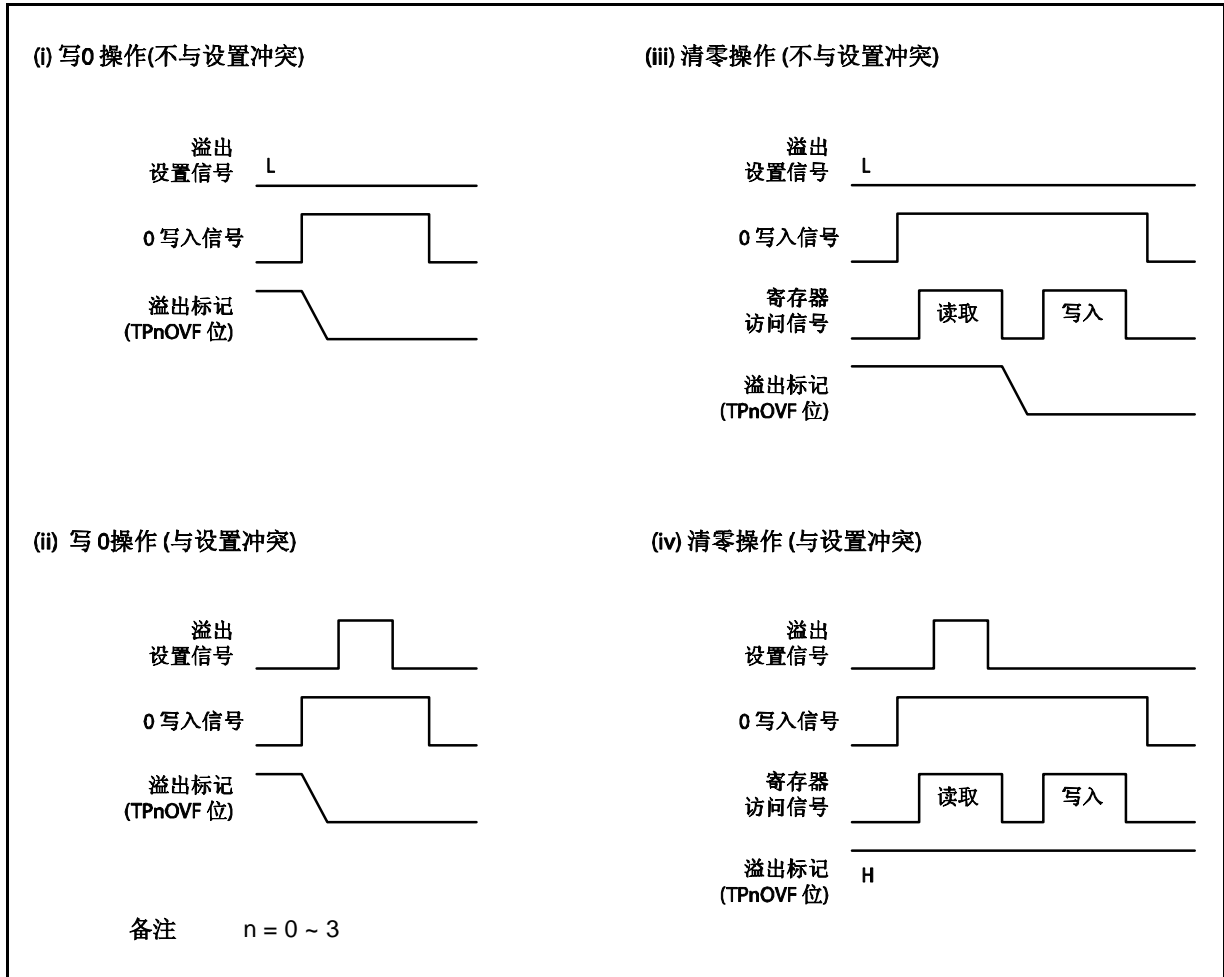 (i) 写0 操作(不与设置冲突)
溢出
设置信号
L
0 写入信号
溢出标记
(TPnOVF 位)
(iii) 清零操作 (不与设置冲突)
溢出
设置信号
L
0 写入信号
寄存器
访问信号
读取
写入
溢出标记
(TPnOVF 位)
(ii) 写 0操作 (与设置冲突)
溢出
设置信号
0 写入信号
溢出标记
(TPnOVF 位)
(iv) 清零操作 (与设置冲突)
溢出
设置信号
0 写入信号
寄存器
访问信号
读取
写入
溢出标记
(TPnOVF 位)
H
备注 n = 0 ~ 3